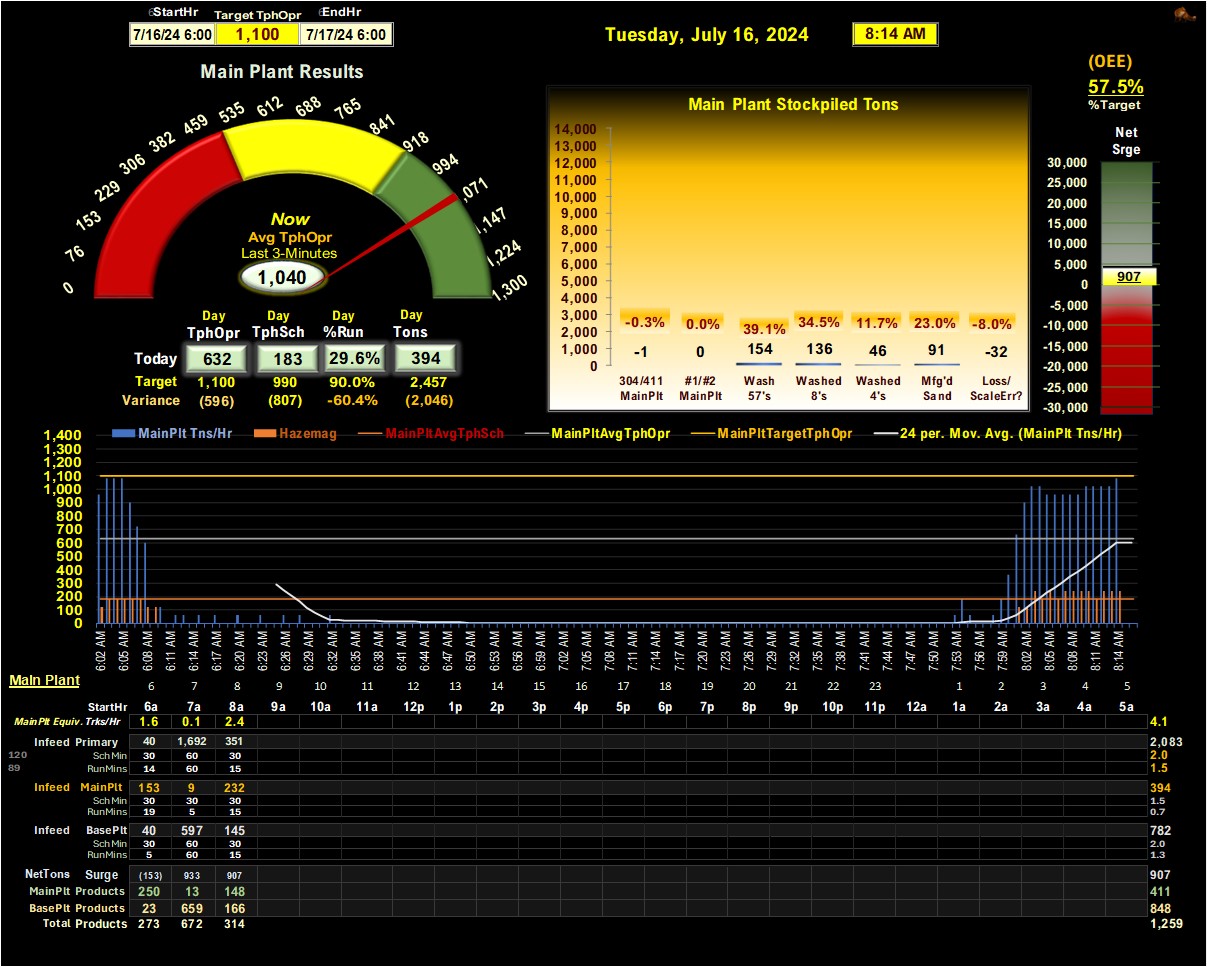 StartHr Target TphOpr EndHr
7/16/24 6:00 1,100 7/17/24 6:00
Tuesday, July 16, 2024 8:14 AM
(OEE)
57.5%
%Target
Main Plant Results
0 76 153 229 306 382 459 535 612 688 765 841 918 994 ,071 1,147 1,224 1,300
Now
Avg TphOpr
Last 3-Minutes
1,040
Day Day Day Day
TphOpr TphSch %Run Tons
Today 632 183 29.6% 394
Target 1,100 990 90.0% 2,457
Variance (596) (807) -60.4% (2,046)
Main Plant Stockpiled Tons
14,000
13,000
12,000
11,000
10,000
9,000
8,000
7,000
6,000
5,000
4,000
3,000
2,000
1,000
0
-0.3% 0.0% 39.1% 34.5% 11.7% 23.0% -8.0%
-1 0 154 136 46 91 -32
304/411 #1/#2 Wash Washed Washed Mfg'd Loss/
MainPlt MainPlt 57's 8's 4's Sand ScaleErr?
Net
Srge
30,000
25,000
20,000
15,000
10,000
5,000
907
0
-5,000
-10,000
-15,000
-20,000
-25,000
-30,000
MainPlt Tns/Hr Hazemag MainPltAvgTphSch MainPltAvgTphOpr MainPltTargetTphOpr 24 per. Mov. Avg. (MainPlt Tns/Hr)
1,400
1,300
1,200
1,100
1,000
900
800
700
600
500
400
300
200
100
0
6:02 AM 6:05 AM 6:08 AM 6:11 AM 6:14 AM 6:17 AM 6:20 AM 6:23 AM 6:26 AM 6:29 AM 6:32 AM 6:35 AM 6:38 AM 6:41 AM 6:44 AM 6:47 AM 6:50 AM 6:53 AM 6:56 AM 6:59 AM 7:02 AM 7:05 AM 7:08 AM 7:11 AM 7:14 AM 7:17 AM 7:20 AM 7:23 AM 7:26 AM 7:29 AM 7:32 AM 7:35 AM 7:38 AM 7:41 AM 7:44 AM 7:47 AM 7:50 AM 7:53 AM 7:56 AM 7:59 AM 8:02 AM 8:05 AM 8:08 AM 8:11 AM 8:14 AM
Main Plant
6 7 8 9 10 11 12 13 14 15 16 17 18 19 20 21 22 23 1 2 3 4 5
StartHr 6a 7a 8a 9a 10a 11a 12p 1p 2p 3p 4p 5p 6p 7p 8p 9p 10p 11p 12a 1a 2a 3a 4a 5a
MainPlt Equiv. Trks/Hr 1.6 0.1 2.4 4.1
Infeed Primary 40 1,692 351 2,083
120 Sch Min 30 60 30 2.0
89 RunMins 14 60 15 1.5
Infeed MainPlt 153 9 232 394
Sch Min 30 30 30 1.5
RunMins 19 5 15 0.7
Infeed BasePlt 40 597 145 782
Sch Min 30 60 30 2.0
RunMins 5 60 15 1.3
NetTons Surge (153) 933 907 907
MainPlt Products 250 13 148 411
BasePlt Products 23 659 166 848
Total Products 273 672 314 1,259